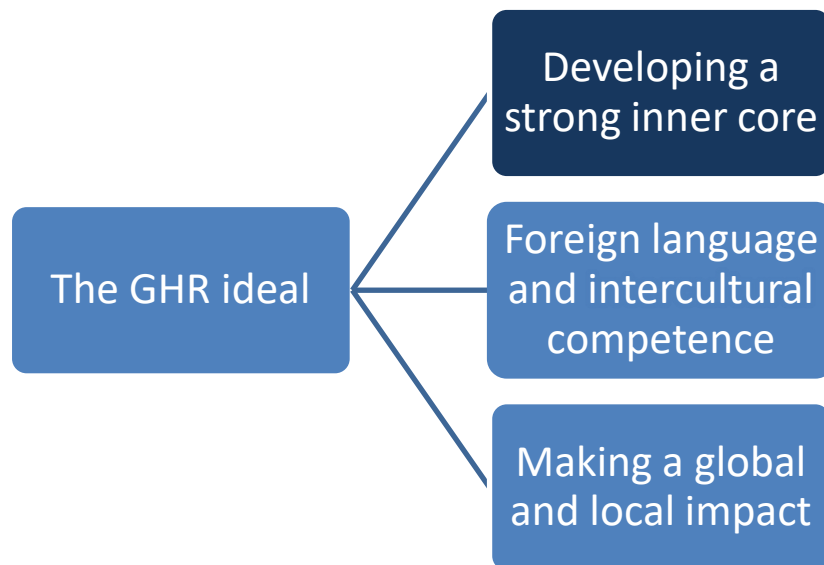 Developing a
strong inner core
The GHR ideal
Foreign language
and intercultural
competence
Making a global
and local impact